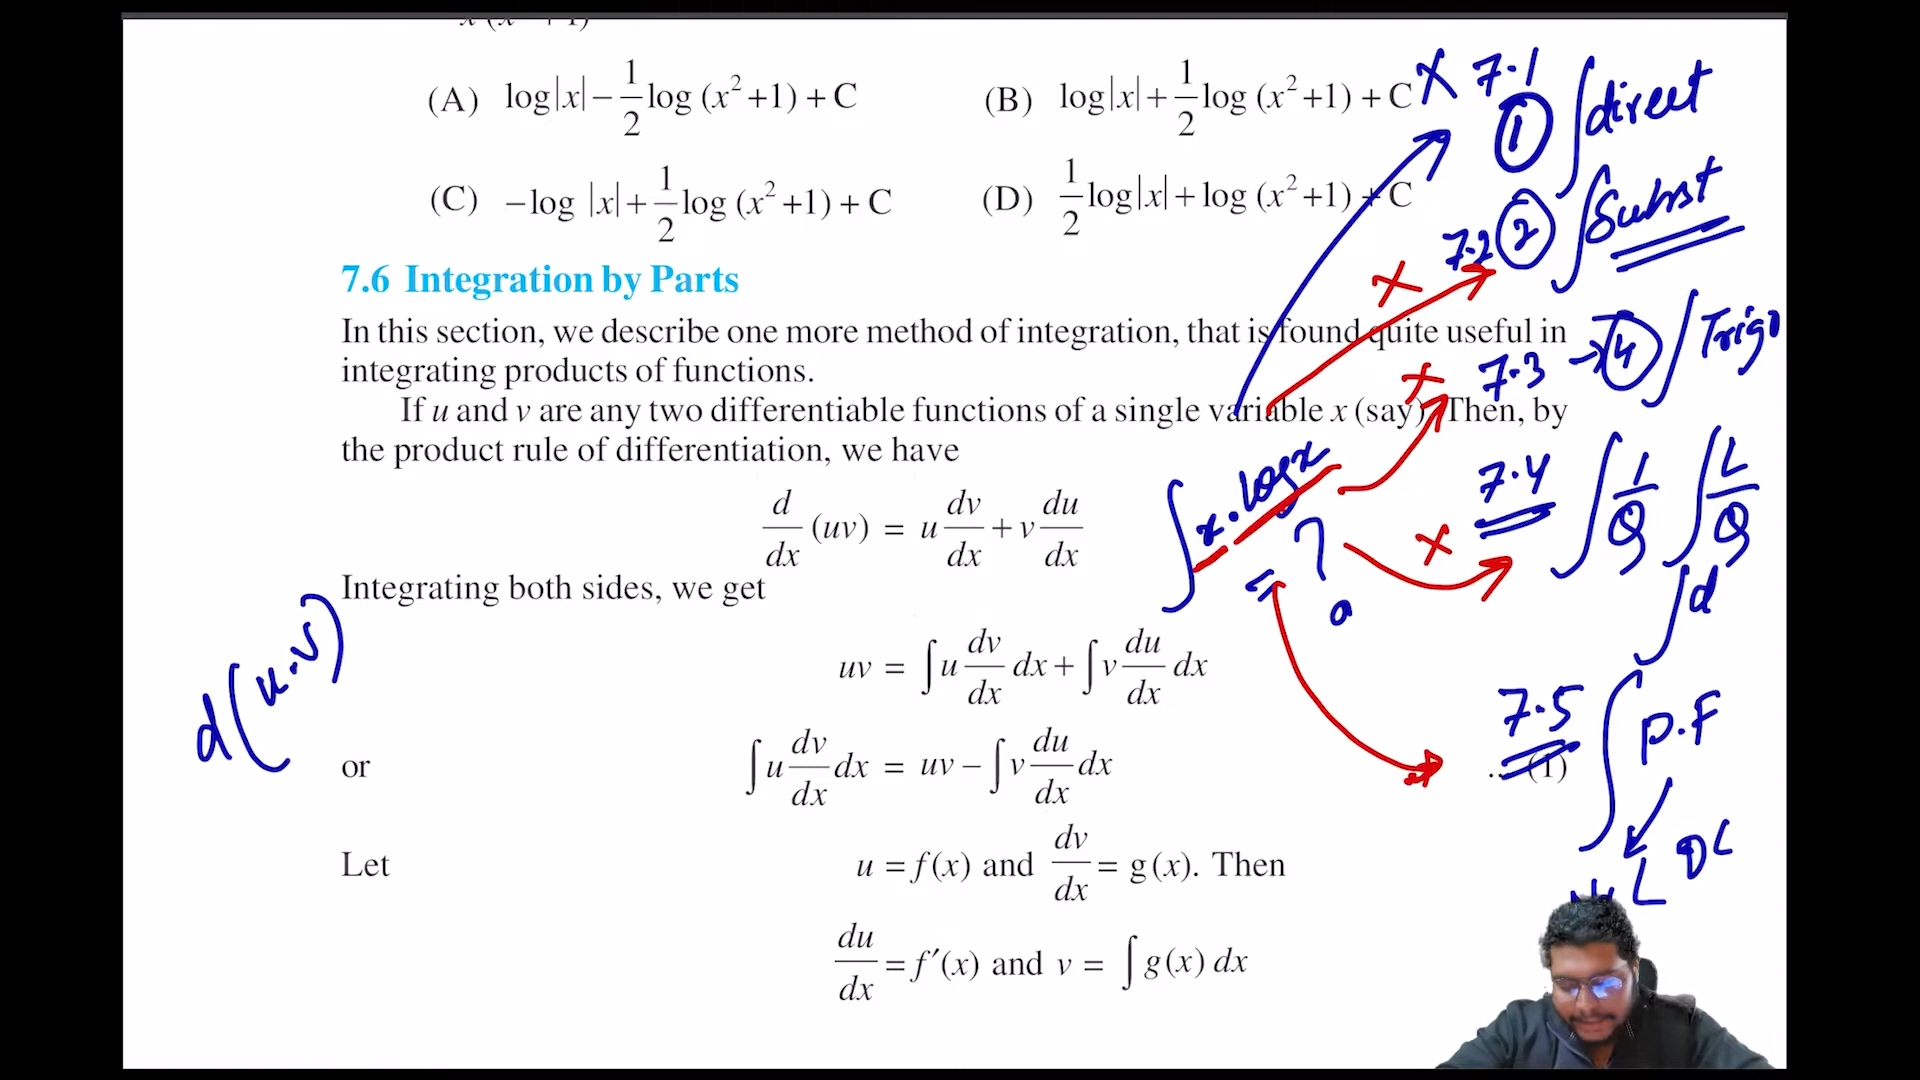 (A) log|x| − 1/2 log (x² +1) + C
(B) log|x| + 1/2 log (x² +1) + C
(C) −log |x| + 1/2 log (x² +1) + C
(D) 1/2 log|x| + log (x² +1) + C
7.6 Integration by Parts
In this section, we describe one more method of integration, that is found quite useful in
integrating products of functions.
If u and v are any two differentiable functions of a single variable x (say). Then, by
the product rule of differentiation, we have
d/dx (uv) = u dv/dx + v du/dx
Integrating both sides, we get
uv = ∫u dv/dx dx + ∫v du/dx dx
or ∫u dv/dx dx = uv − ∫v du/dx dx ... (1)
Let u = f(x) and dv/dx = g(x). Then
du/dx = f′(x) and v = ∫g(x) dx
d(u.v)
∫x.logx
= ?
X 7.1
① ∫direct
7.2 ② ∫Subst
X
7.3 → ④ ∫Trigo
X
7.4 ∫1/Q ∫L/Q
X
∫d
7.5 ∫P.F
L